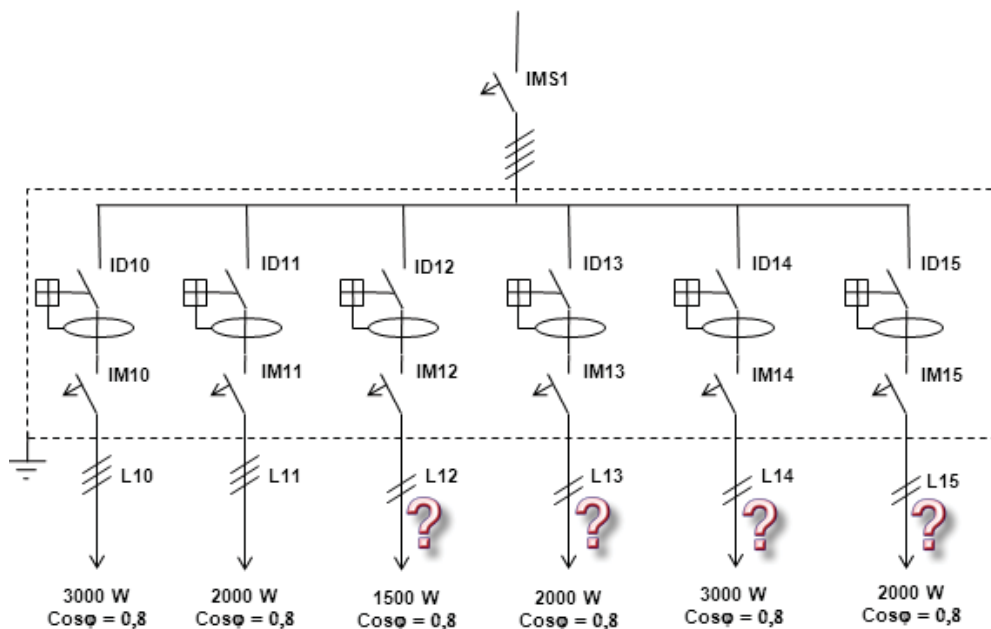 IMS1
ID10 ID11 ID12 ID13 ID14 ID15
IM10 IM11 IM12 IM13 IM14 IM15
L10 L11 L12 L13 L14 L15
? ? ? ?
3000 W 2000 W 1500 W 2000 W 3000 W 2000 W
Cosφ = 0,8 Cosφ = 0,8 Cosφ = 0,8 Cosφ = 0,8 Cosφ = 0,8 Cosφ = 0,8